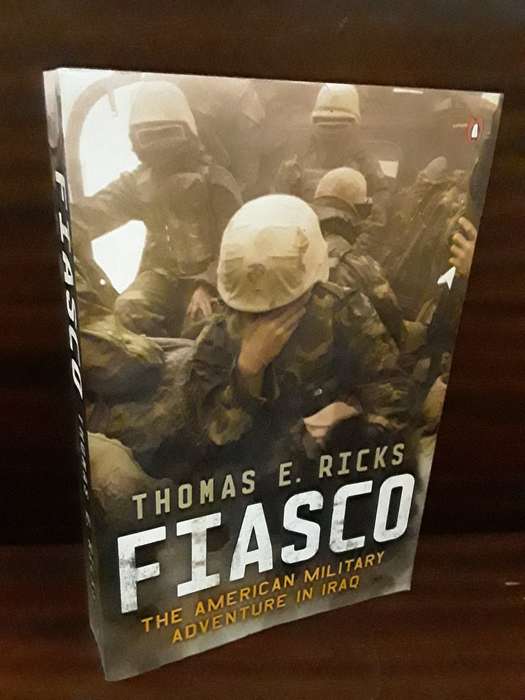 THOMAS E. RICKS
FIASCO
THE AMERICAN MILITARY
ADVENTURE IN IRAQ
FIASCO